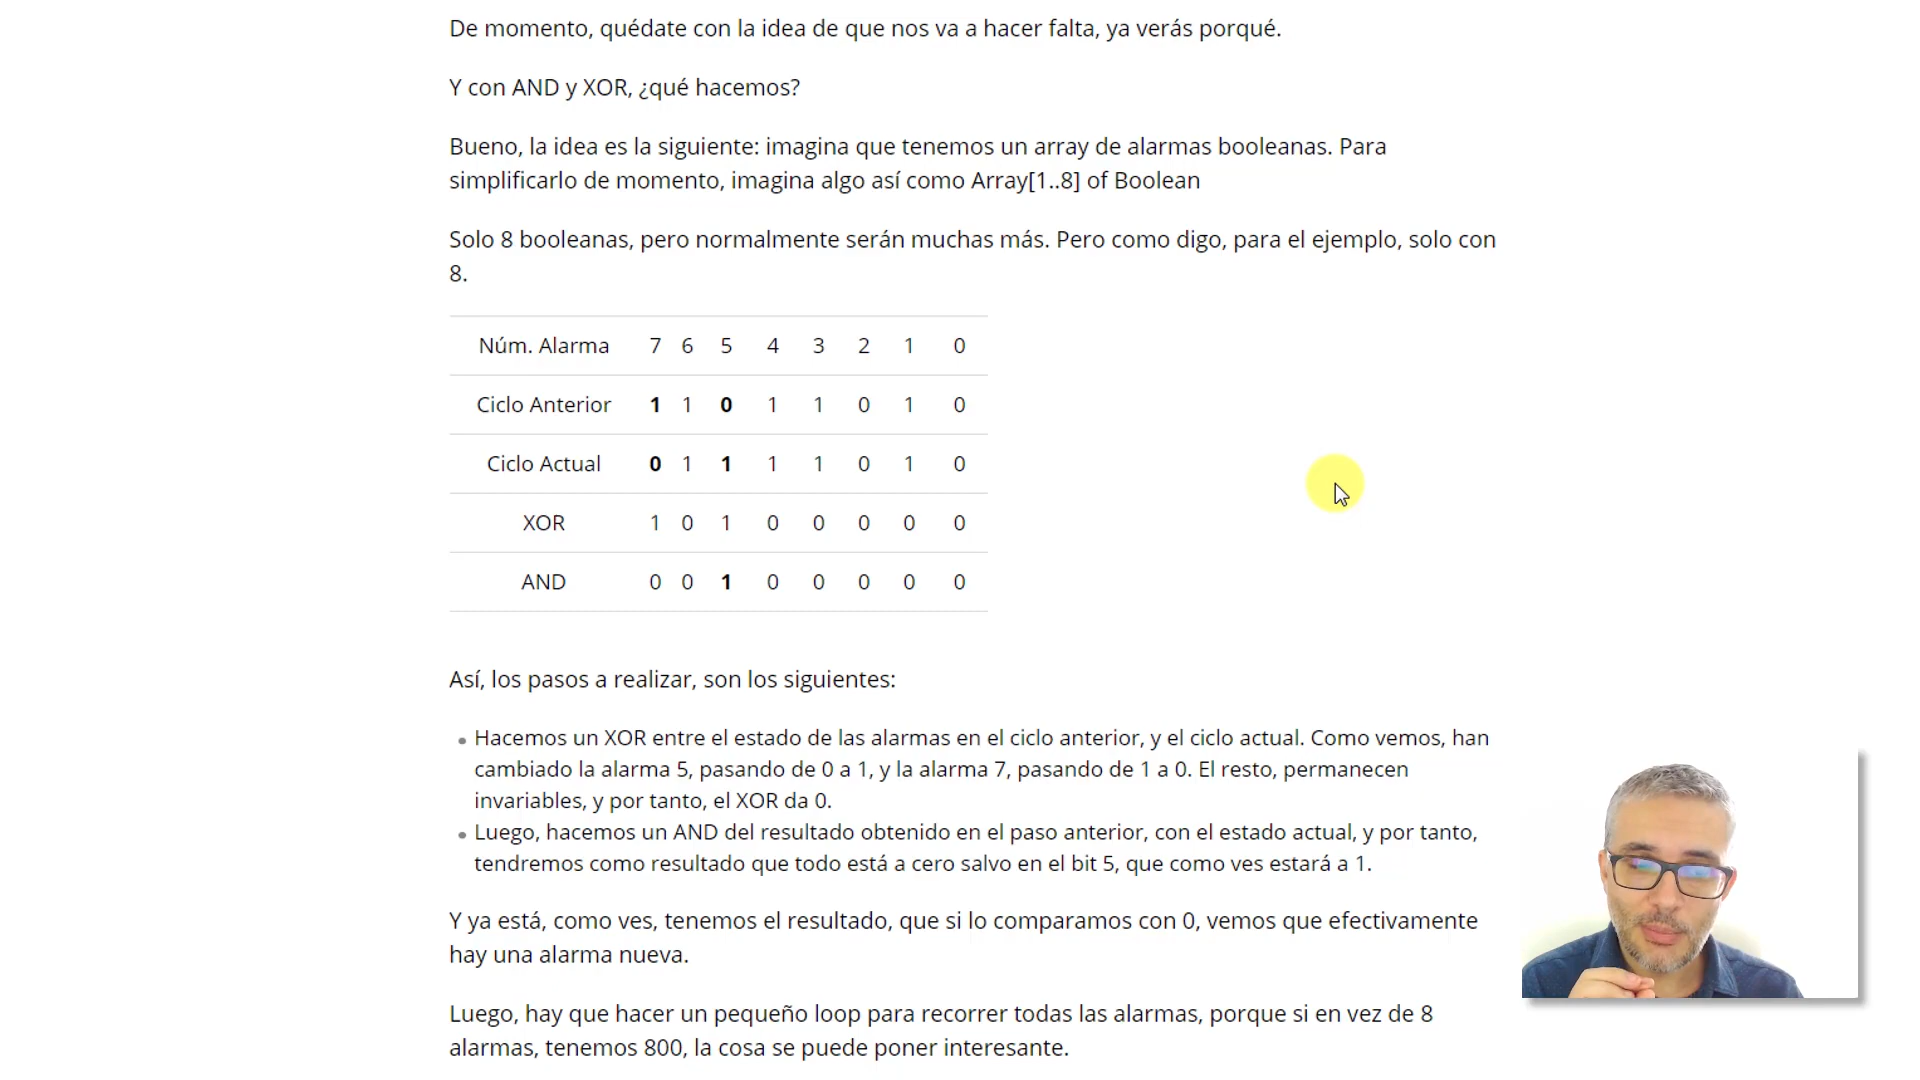 De momento, quédate con la idea de que nos va a hacer falta, ya verás porqué.
Y con AND y XOR, ¿qué hacemos?
Bueno, la idea es la siguiente: imagina que tenemos un array de alarmas booleanas. Para
simplificarlo de momento, imagina algo así como Array[1..8] of Boolean
Solo 8 booleanas, pero normalmente serán muchas más. Pero como digo, para el ejemplo, solo con
8.
Núm. Alarma 7 6 5 4 3 2 1 0
Ciclo Anterior 1 1 0 1 1 0 1 0
Ciclo Actual 0 1 1 1 1 0 1 0
XOR 1 0 1 0 0 0 0 0
AND 0 0 1 0 0 0 0 0
Así, los pasos a realizar, son los siguientes:
Hacemos un XOR entre el estado de las alarmas en el ciclo anterior, y el ciclo actual. Como vemos, han
cambiado la alarma 5, pasando de 0 a 1, y la alarma 7, pasando de 1 a 0. El resto, permanecen
invariables, y por tanto, el XOR da 0.
Luego, hacemos un AND del resultado obtenido en el paso anterior, con el estado actual, y por tanto,
tendremos como resultado que todo está a cero salvo en el bit 5, que como ves estará a 1.
Y ya está, como ves, tenemos el resultado, que si lo comparamos con 0, vemos que efectivamente
hay una alarma nueva.
Luego, hay que hacer un pequeño loop para recorrer todas las alarmas, porque si en vez de 8
alarmas, tenemos 800, la cosa se puede poner interesante.